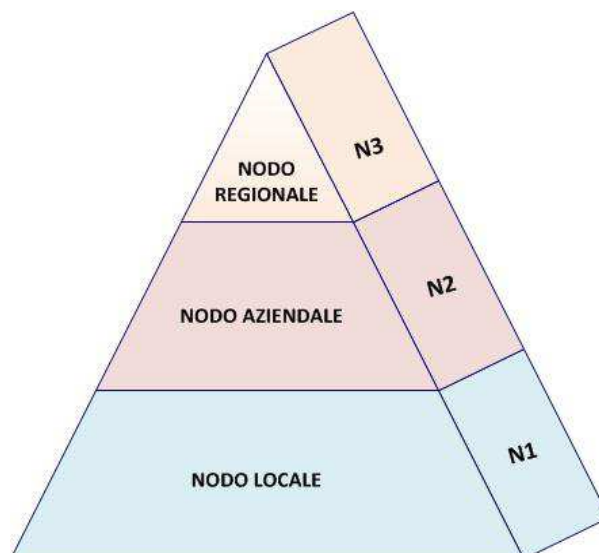 NODO
REGIONALE
N3
NODO AZIENDALE
N2
NODO LOCALE
N1